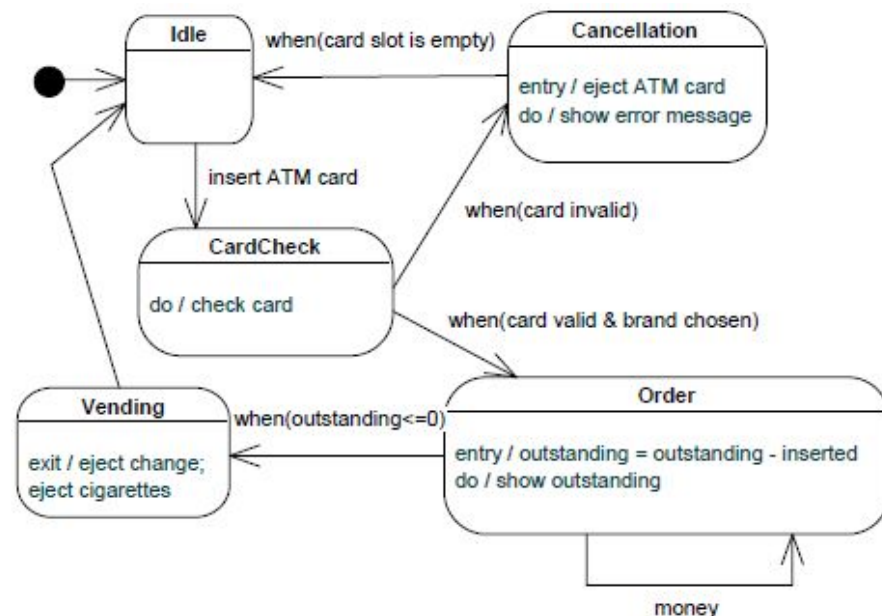 Idle
when(card slot is empty)
Cancellation
entry / eject ATM card
do / show error message
insert ATM card
when(card invalid)
CardCheck
do / check card
when(card valid & brand chosen)
Vending
exit / eject change;
eject cigarettes
when(outstanding<=0)
Order
entry / outstanding = outstanding - inserted
do / show outstanding
money